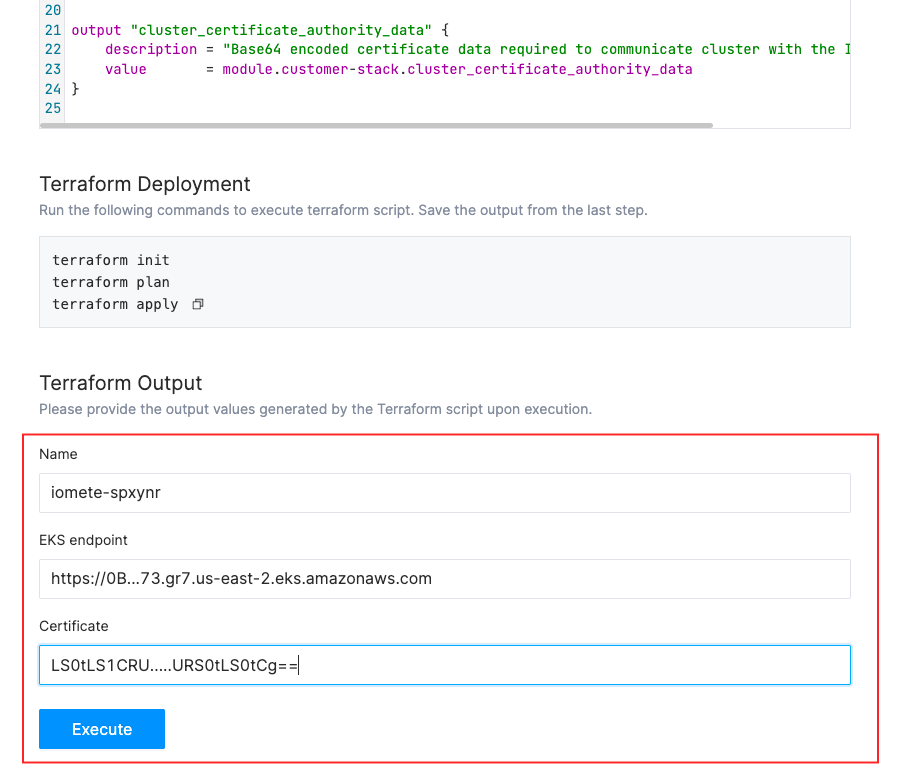 20
21 output "cluster_certificate_authority_data" {
22     description = "Base64 encoded certificate data required to communicate cluster with the I
23     value       = module.customer-stack.cluster_certificate_authority_data
24 }
25
Terraform Deployment
Run the following commands to execute terraform script. Save the output from the last step.
terraform init
terraform plan
terraform apply
Terraform Output
Please provide the output values generated by the Terraform script upon execution.
Name
iomete-spxynr
EKS endpoint
https://0B...73.gr7.us-east-2.eks.amazonaws.com
Certificate
LS0tLS1CRU.....URS0tLS0tCg==
Execute